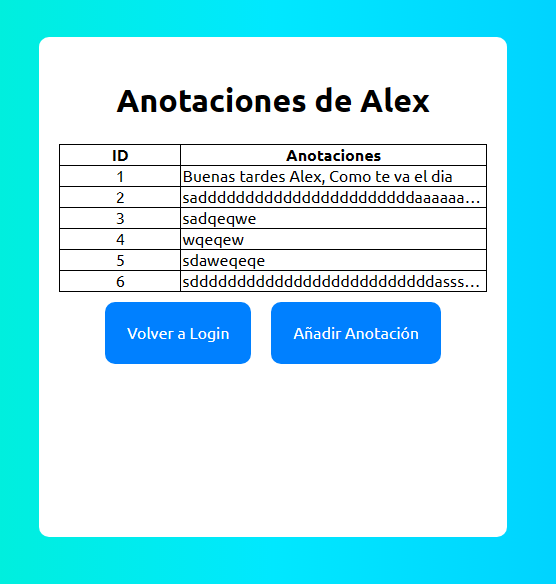 Anotaciones de Alex
ID Anotaciones
1 Buenas tardes Alex, Como te va el dia
2 sadddddddddddddddddddddddaaaaaa...
3 sadqeqwe
4 wqeqew
5 sdaweqeqe
6 sddddddddddddddddddddddddddasss...
Volver a Login Añadir Anotación